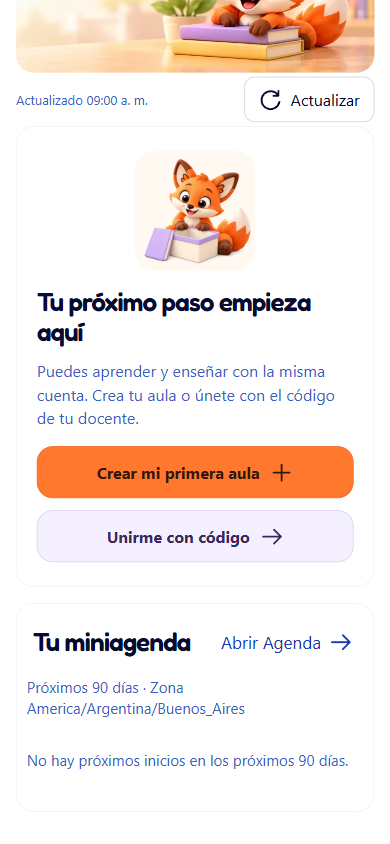 Actualizado 09:00 a. m.
Actualizar
Tu próximo paso empieza
aquí
Puedes aprender y enseñar con la misma
cuenta. Crea tu aula o únete con el código
de tu docente.
Crear mi primera aula
Unirme con código
Tu miniagenda
Abrir Agenda
Próximos 90 días · Zona
America/Argentina/Buenos_Aires
No hay próximos inicios en los próximos 90 días.